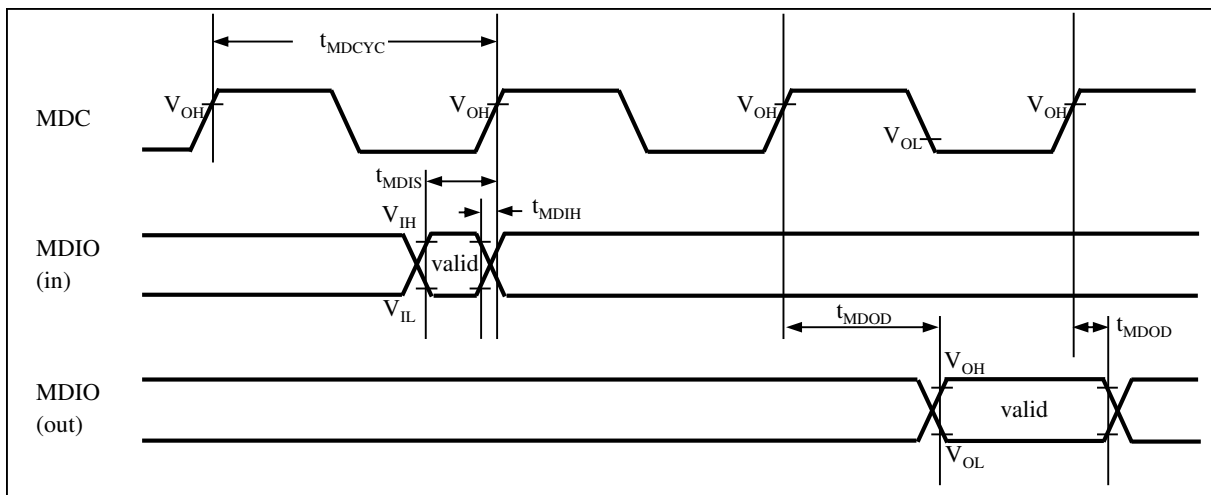 tMDCYC
MDC
VOH
VOH
VOH
VOL
VOH
tMDIS
tMDIH
VIH
MDIO
(in)
valid
VIL
tMDOD
tMDOD
MDIO
(out)
VOH
valid
VOL